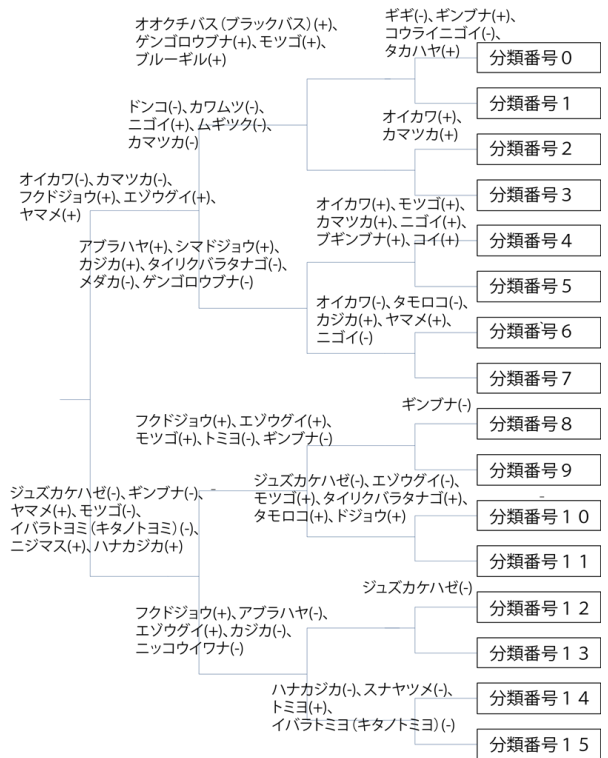 オオクチバス（ブラックバス）(+)、
ゲンゴロウブナ(+)、モツゴ(+)、
ブルーギル(+)
ギギ(-)、ギンブナ(+)、
コウライニゴイ(-)、
タカハヤ(+)
分類番号０
分類番号１
ドンコ(-)、カワムツ(-)、
ニゴイ(+)、ムギツク(-)、
カマツカ(-)
オイカワ(+)、
カマツカ(+)
分類番号２
分類番号３
オイカワ(-)、カマツカ(-)、
フクドジョウ(+)、エゾウグイ(+)、
ヤマメ(+)
オイカワ(+)、モツゴ(+)、
カマツカ(+)、ニゴイ(+)、
ブギンブナ(+)、コイ(+)
分類番号４
分類番号５
アブラハヤ(+)、シマドジョウ(+)、
カジカ(+)、タイリクバラタナゴ(-)、
メダカ(-)、ゲンゴロウブナ(-)
オイカワ(-)、タモロコ(-)、
カジカ(+)、ヤマメ(+)、
ニゴイ(-)
分類番号６
分類番号７
フクドジョウ(+)、エゾウグイ(+)、
モツゴ(+)、トミヨ(-)、ギンブナ(-)
ギンブナ(-)
分類番号８
分類番号９
ジュズカケハゼ(-)、ギンブナ(-)、
ヤマメ(+)、モツゴ(-)、
イバラトヨミ（キタノトヨミ）(-)、
ニジマス(+)、ハナカジカ(+)
ジュズカケハゼ(-)、エゾウグイ(-)、
モツゴ(+)、タイリクバラタナゴ(+)、
タモロコ(+)、ドジョウ(+)
分類番号１０
分類番号１１
フクドジョウ(+)、アブラハヤ(-)、
エゾウグイ(+)、カジカ(-)、
ニッコウイワナ(-)
ジュズカケハゼ(-)
分類番号１２
分類番号１３
ハナカジカ(-)、スナヤツメ(-)、
トミヨ(+)、
イバラトミヨ（キタノトミヨ）(-)
分類番号１４
分類番号１５